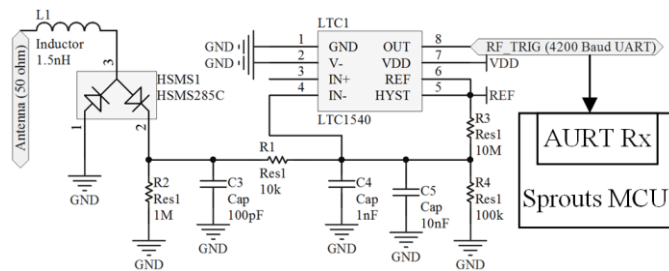 L1
Inductor
1.5nH
Antenna (50 ohm)
3
HSMS1
HSMS285C
1
2
GND
R2
Res1
1M
GND
C3
Cap
100pF
GND
R1
Res1
10k
GND
GND
1
2
3
4
LTC1
GND
V-
IN+
IN-
OUT
VDD
REF
HYST
LTC1540
8
7
6
5
RF_TRIG (4200 Baud UART)
VDD
REF
R3
Res1
10M
C4
Cap
1nF
GND
C5
Cap
10nF
GND
R4
Res1
100k
GND
AURT Rx
Sprouts MCU